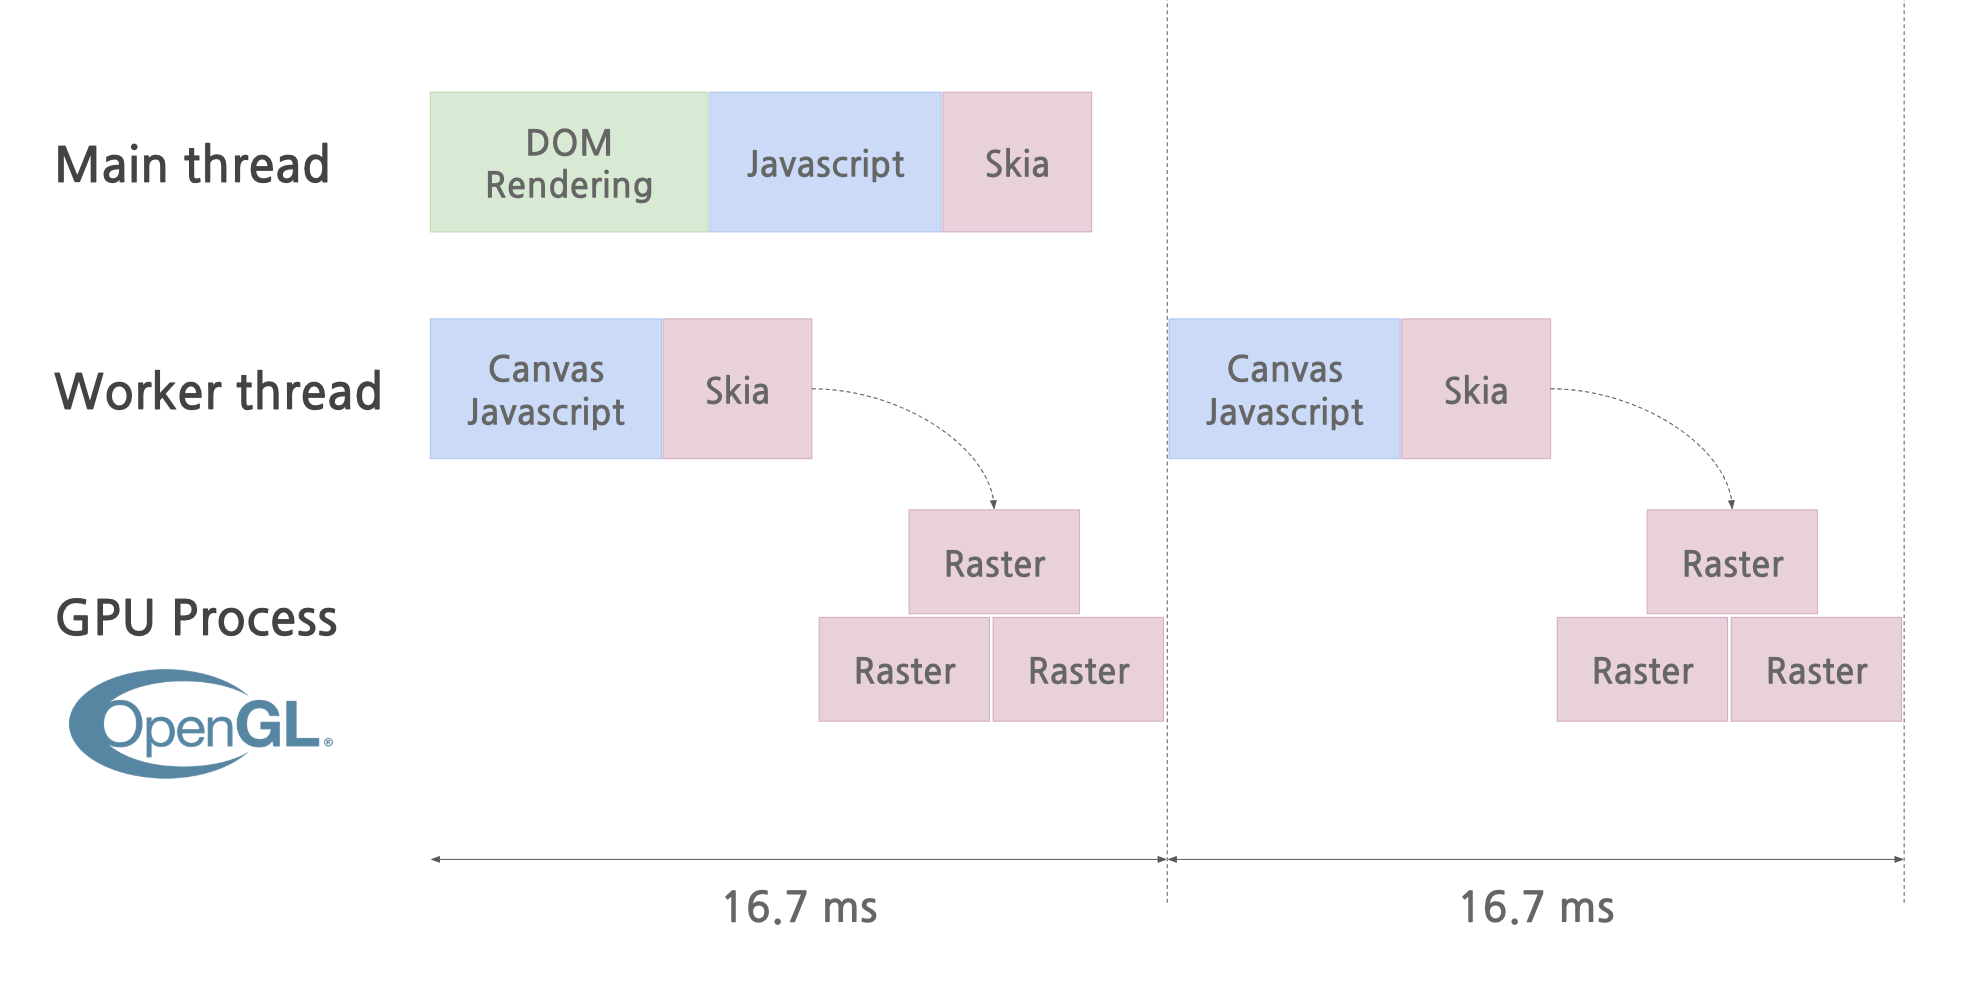 Main thread
DOM
Rendering
Javascript
Skia
Worker thread
Canvas
Javascript
Skia
Canvas
Javascript
Skia
GPU Process
OpenGL®
Raster
Raster
Raster
Raster
Raster
Raster
16.7 ms
16.7 ms